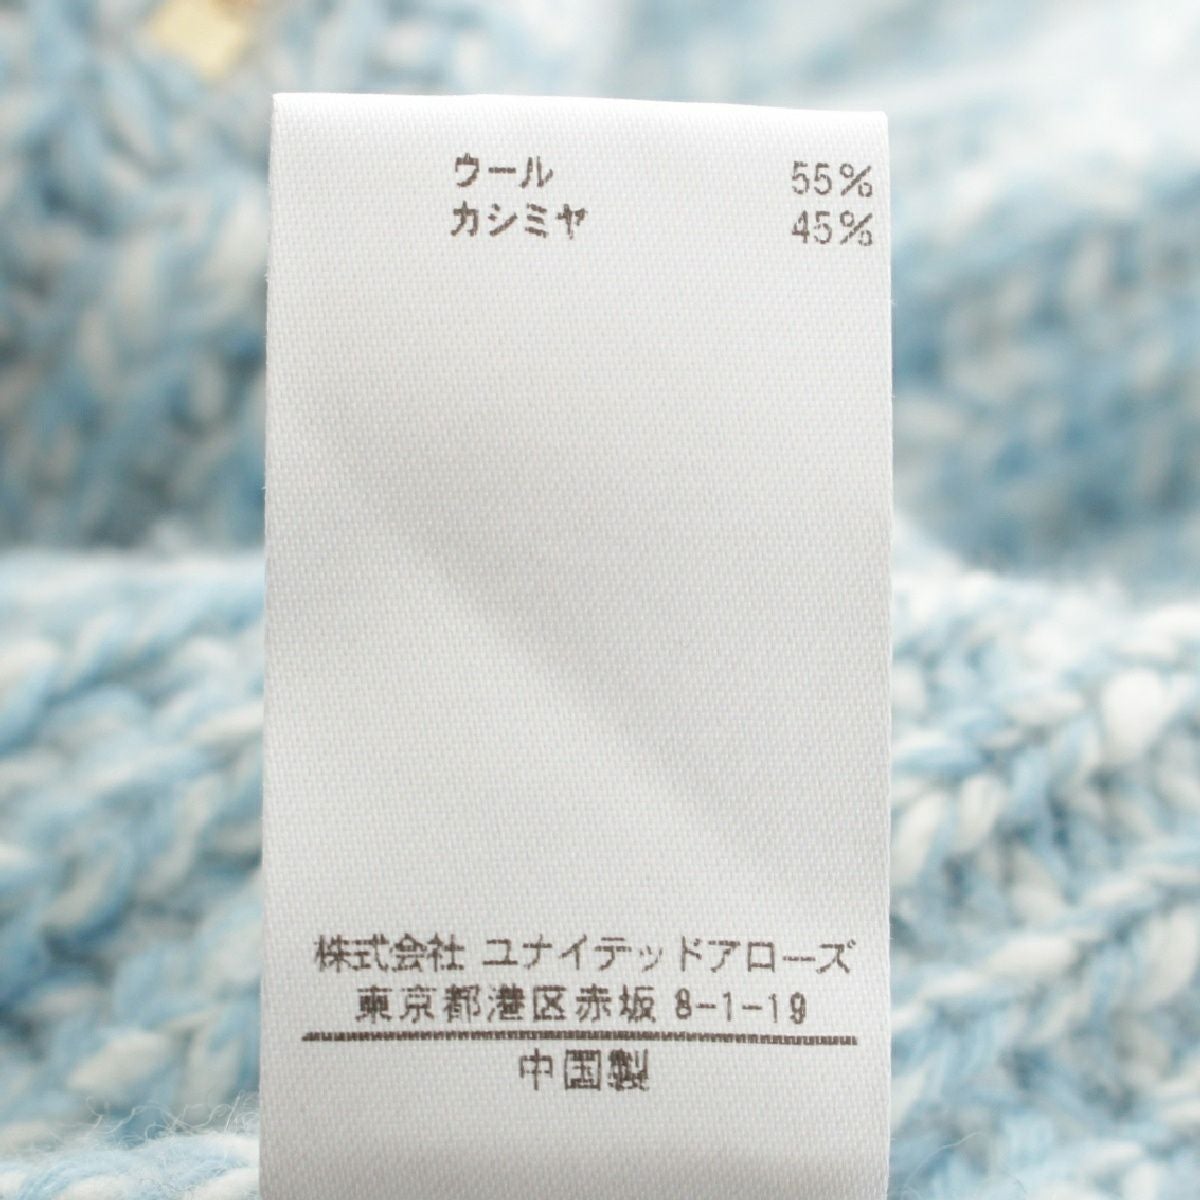 ウール 55%
カシミヤ 45%
株式会社 ユナイテッドアローズ
東京都港区赤坂 8-1-19
中国製